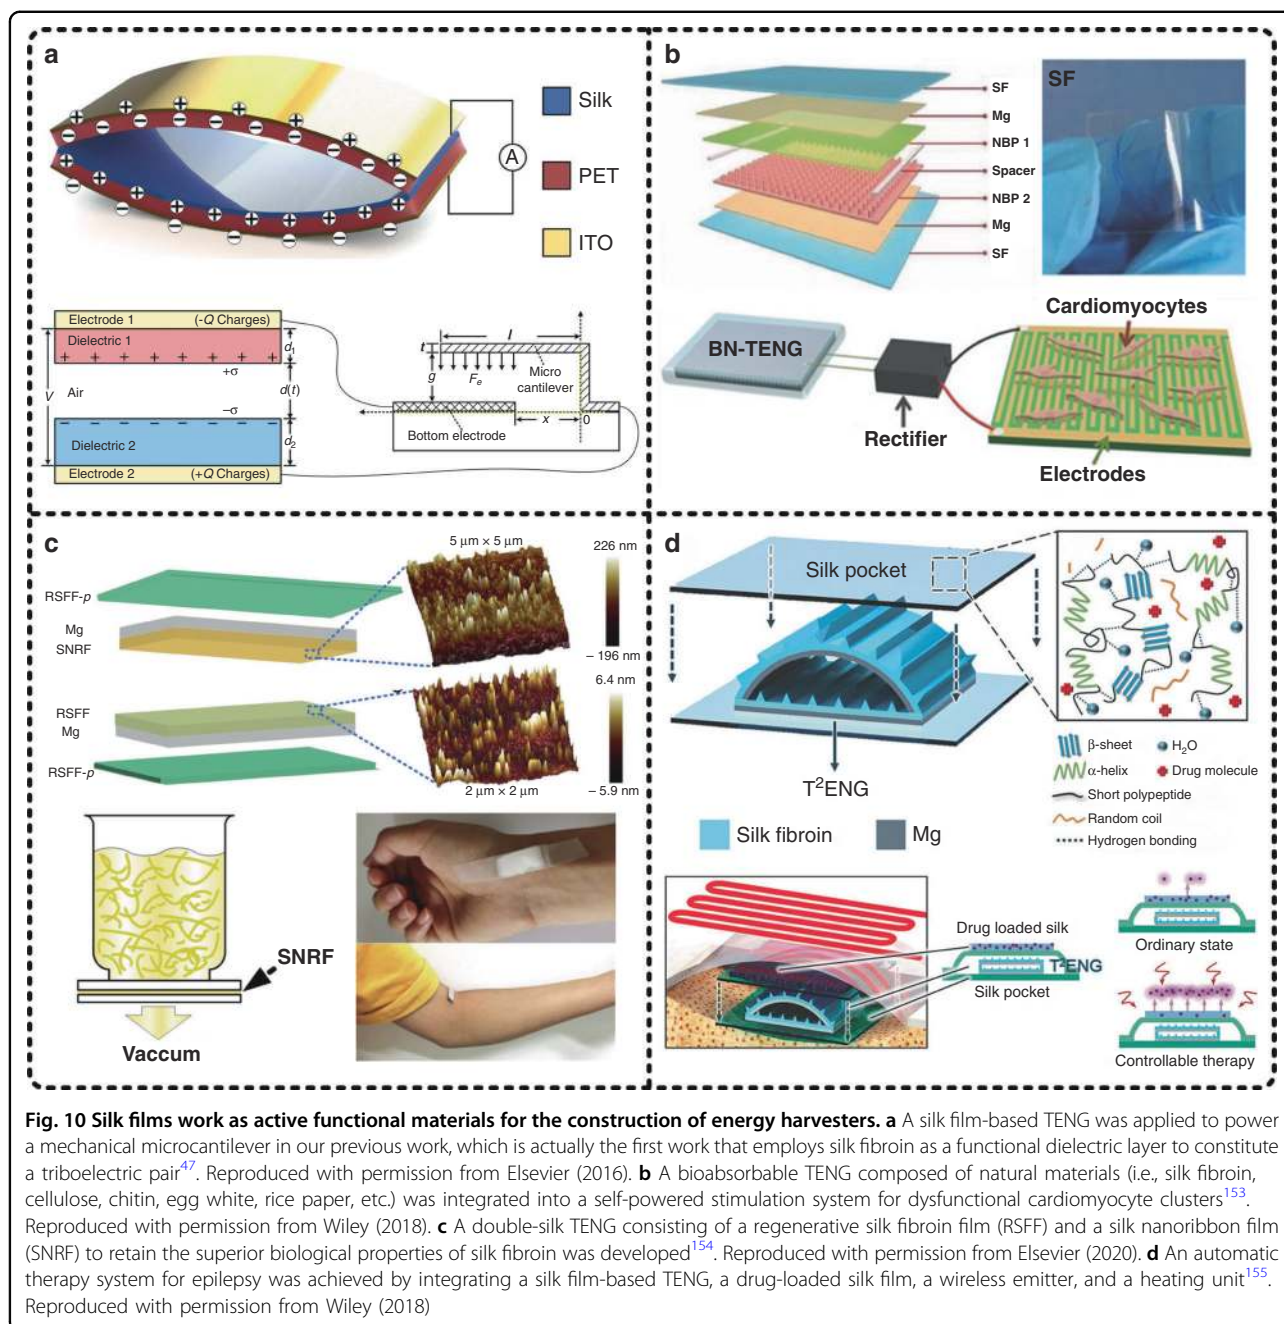 a
Silk
PET
ITO
A
Electrode 1 (-Q Charges)
Dielectric 1
d1
+σ
Air
d(t)
V
−σ
Dielectric 2
d2
Electrode 2 (+Q Charges)
l
t
g
Fe
Micro
cantilever
x
0
Bottom electrode
b
SF
Mg
NBP 1
Spacer
NBP 2
Mg
SF
SF
BN-TENG
Rectifier
Cardiomyocytes
Electrodes
c
RSFF-p
Mg
SNRF
RSFF
Mg
RSFF-p
5 μm × 5 μm
226 nm
− 196 nm
6.4 nm
− 5.9 nm
2 μm × 2 μm
SNRF
Vaccum
d
Silk pocket
T²ENG
Silk fibroin
Mg
β-sheet
H₂O
α-helix
Drug molecule
Short polypeptide
Random coil
Hydrogen bonding
Drug loaded silk
T²ENG
Silk pocket
Ordinary state
Controllable therapy
Fig. 10 Silk films work as active functional materials for the construction of energy harvesters. a A silk film-based TENG was applied to power
a mechanical microcantilever in our previous work, which is actually the first work that employs silk fibroin as a functional dielectric layer to constitute
a triboelectric pair47. Reproduced with permission from Elsevier (2016). b A bioabsorbable TENG composed of natural materials (i.e., silk fibroin,
cellulose, chitin, egg white, rice paper, etc.) was integrated into a self-powered stimulation system for dysfunctional cardiomyocyte clusters153.
Reproduced with permission from Wiley (2018). c A double-silk TENG consisting of a regenerative silk fibroin film (RSFF) and a silk nanoribbon film
(SNRF) to retain the superior biological properties of silk fibroin was developed154. Reproduced with permission from Elsevier (2020). d An automatic
therapy system for epilepsy was achieved by integrating a silk film-based TENG, a drug-loaded silk film, a wireless emitter, and a heating unit155.
Reproduced with permission from Wiley (2018)